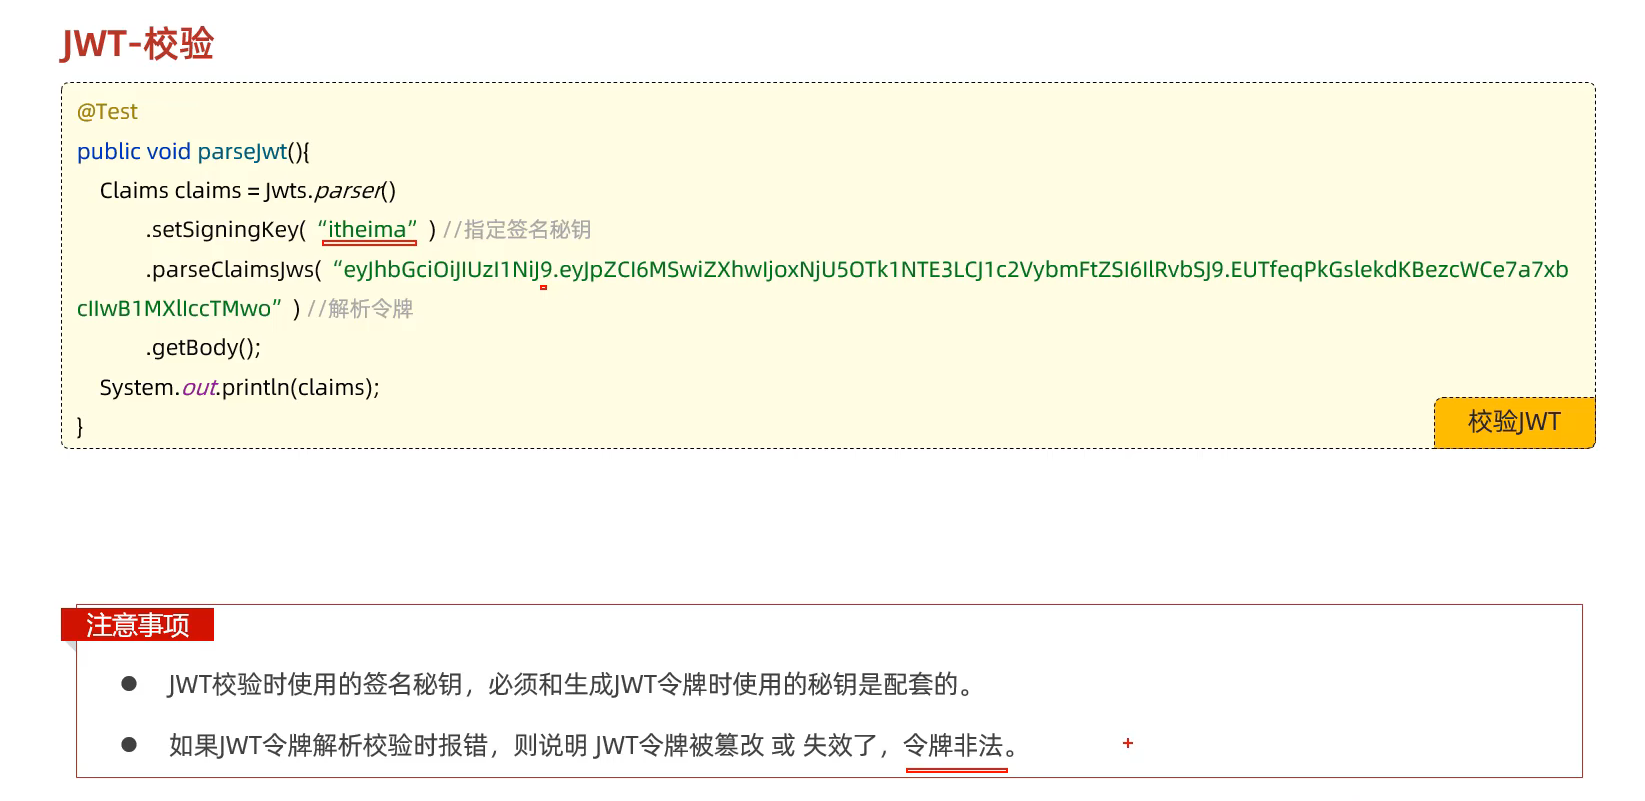 JWT-校验
@Test
public void parseJwt(){
Claims claims = Jwts.parser()
.setSigningKey( “itheima” ) //指定签名秘钥
.parseClaimsJws( “eyJhbGciOiJIUzI1NiJ9.eyJpZCI6MSwiZXhwIjoxNjU5OTk1NTE3LCJ1c2VybmFtZSI6IlRvbSJ9.EUTfeqPkGslekdKBezcWCe7a7xb
cIIwB1MXlIccTMwo” ) //解析令牌
.getBody();
System.out.println(claims);
}
校验JWT
注意事项
● JWT校验时使用的签名秘钥，必须和生成JWT令牌时使用的秘钥是配套的。
● 如果JWT令牌解析校验时报错，则说明 JWT令牌被篡改 或 失效了，令牌非法。